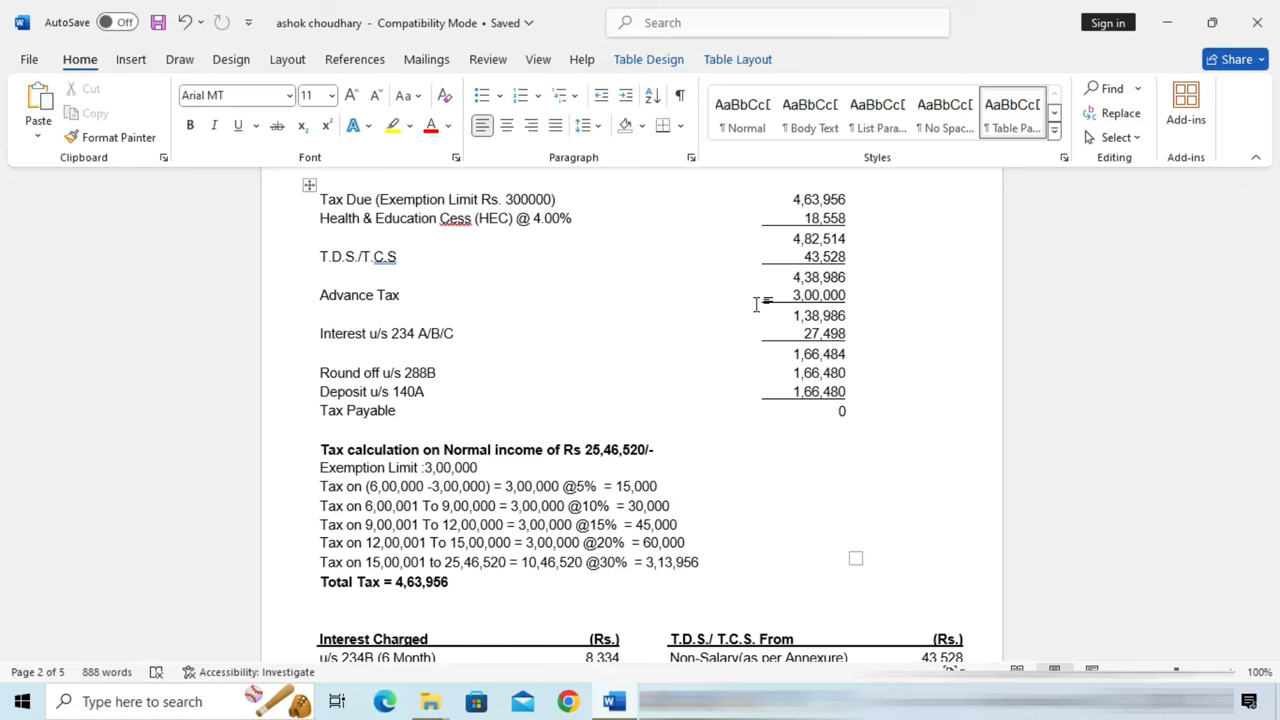 AutoSave Off ashok choudhary - Compatibility Mode • Saved Search Sign in
File Home Insert Draw Design Layout References Mailings Review View Help Table Design Table Layout Share
Paste Cut Copy Format Painter
Arial MT 11
AaBbCc[ AaBbCc[ AaBbCc[ AaBbCc[ AaBbCc[
¶ Normal ¶ Body Text ¶ List Para... ¶ No Spac... ¶ Table Pa...
Find Replace Select Add-ins
Clipboard Font Paragraph Styles Editing Add-ins
Tax Due (Exemption Limit Rs. 300000) 4,63,956
Health & Education Cess (HEC) @ 4.00% 18,558
4,82,514
T.D.S./T.C.S 43,528
4,38,986
Advance Tax 3,00,000
1,38,986
Interest u/s 234 A/B/C 27,498
1,66,484
Round off u/s 288B 1,66,480
Deposit u/s 140A 1,66,480
Tax Payable 0
Tax calculation on Normal income of Rs 25,46,520/-
Exemption Limit :3,00,000
Tax on (6,00,000 -3,00,000) = 3,00,000 @5% = 15,000
Tax on 6,00,001 To 9,00,000 = 3,00,000 @10% = 30,000
Tax on 9,00,001 To 12,00,000 = 3,00,000 @15% = 45,000
Tax on 12,00,001 To 15,00,000 = 3,00,000 @20% = 60,000
Tax on 15,00,001 to 25,46,520 = 10,46,520 @30% = 3,13,956
Total Tax = 4,63,956
Interest Charged (Rs.) T.D.S./ T.C.S. From (Rs.)
u/s 234B (6 Month) 8,334 Non-Salary(as per Annexure) 43,528
Page 2 of 5 888 words Accessibility: Investigate 100%
Type here to search